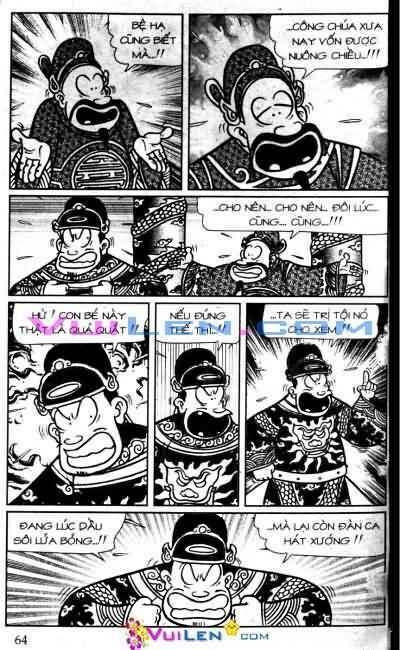 BỆ HẠ
CŨNG BIẾT
MÀ..!!
..CÔNG CHÚA XƯA
NAY VỐN ĐƯỢC
NUÔNG CHIỀU...!!!
..CHO NÊN... CHO NÊN... ĐÔI LÚC..
CŨNG.... CŨNG...!!!
HỪ! CON BÉ NÀY
THẬT LÀ QUÁ QUẮT !!
NẾU ĐÚNG
THẾ THÌ...!!
..TA SẼ TRỊ TỘI NÓ
CHO XEM !!
VUILEN.COM
ĐANG LÚC DẦU
SÔI LỬA BỎNG...!!
..MÀ LẠI CÒN ĐÀN CA
HÁT XƯỚNG !!
64
VUILEN.COM